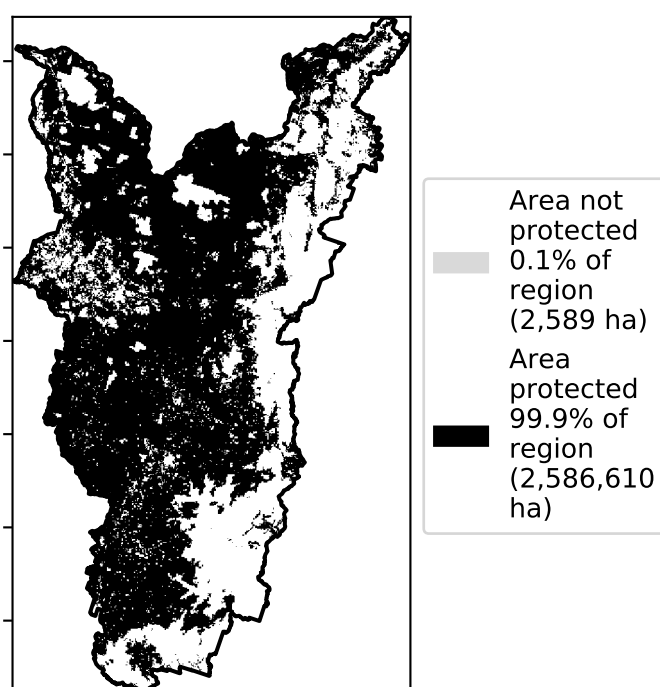 Area not
protected
0.1% of
region
(2,589 ha)
Area
protected
99.9% of
region
(2,586,610
ha)